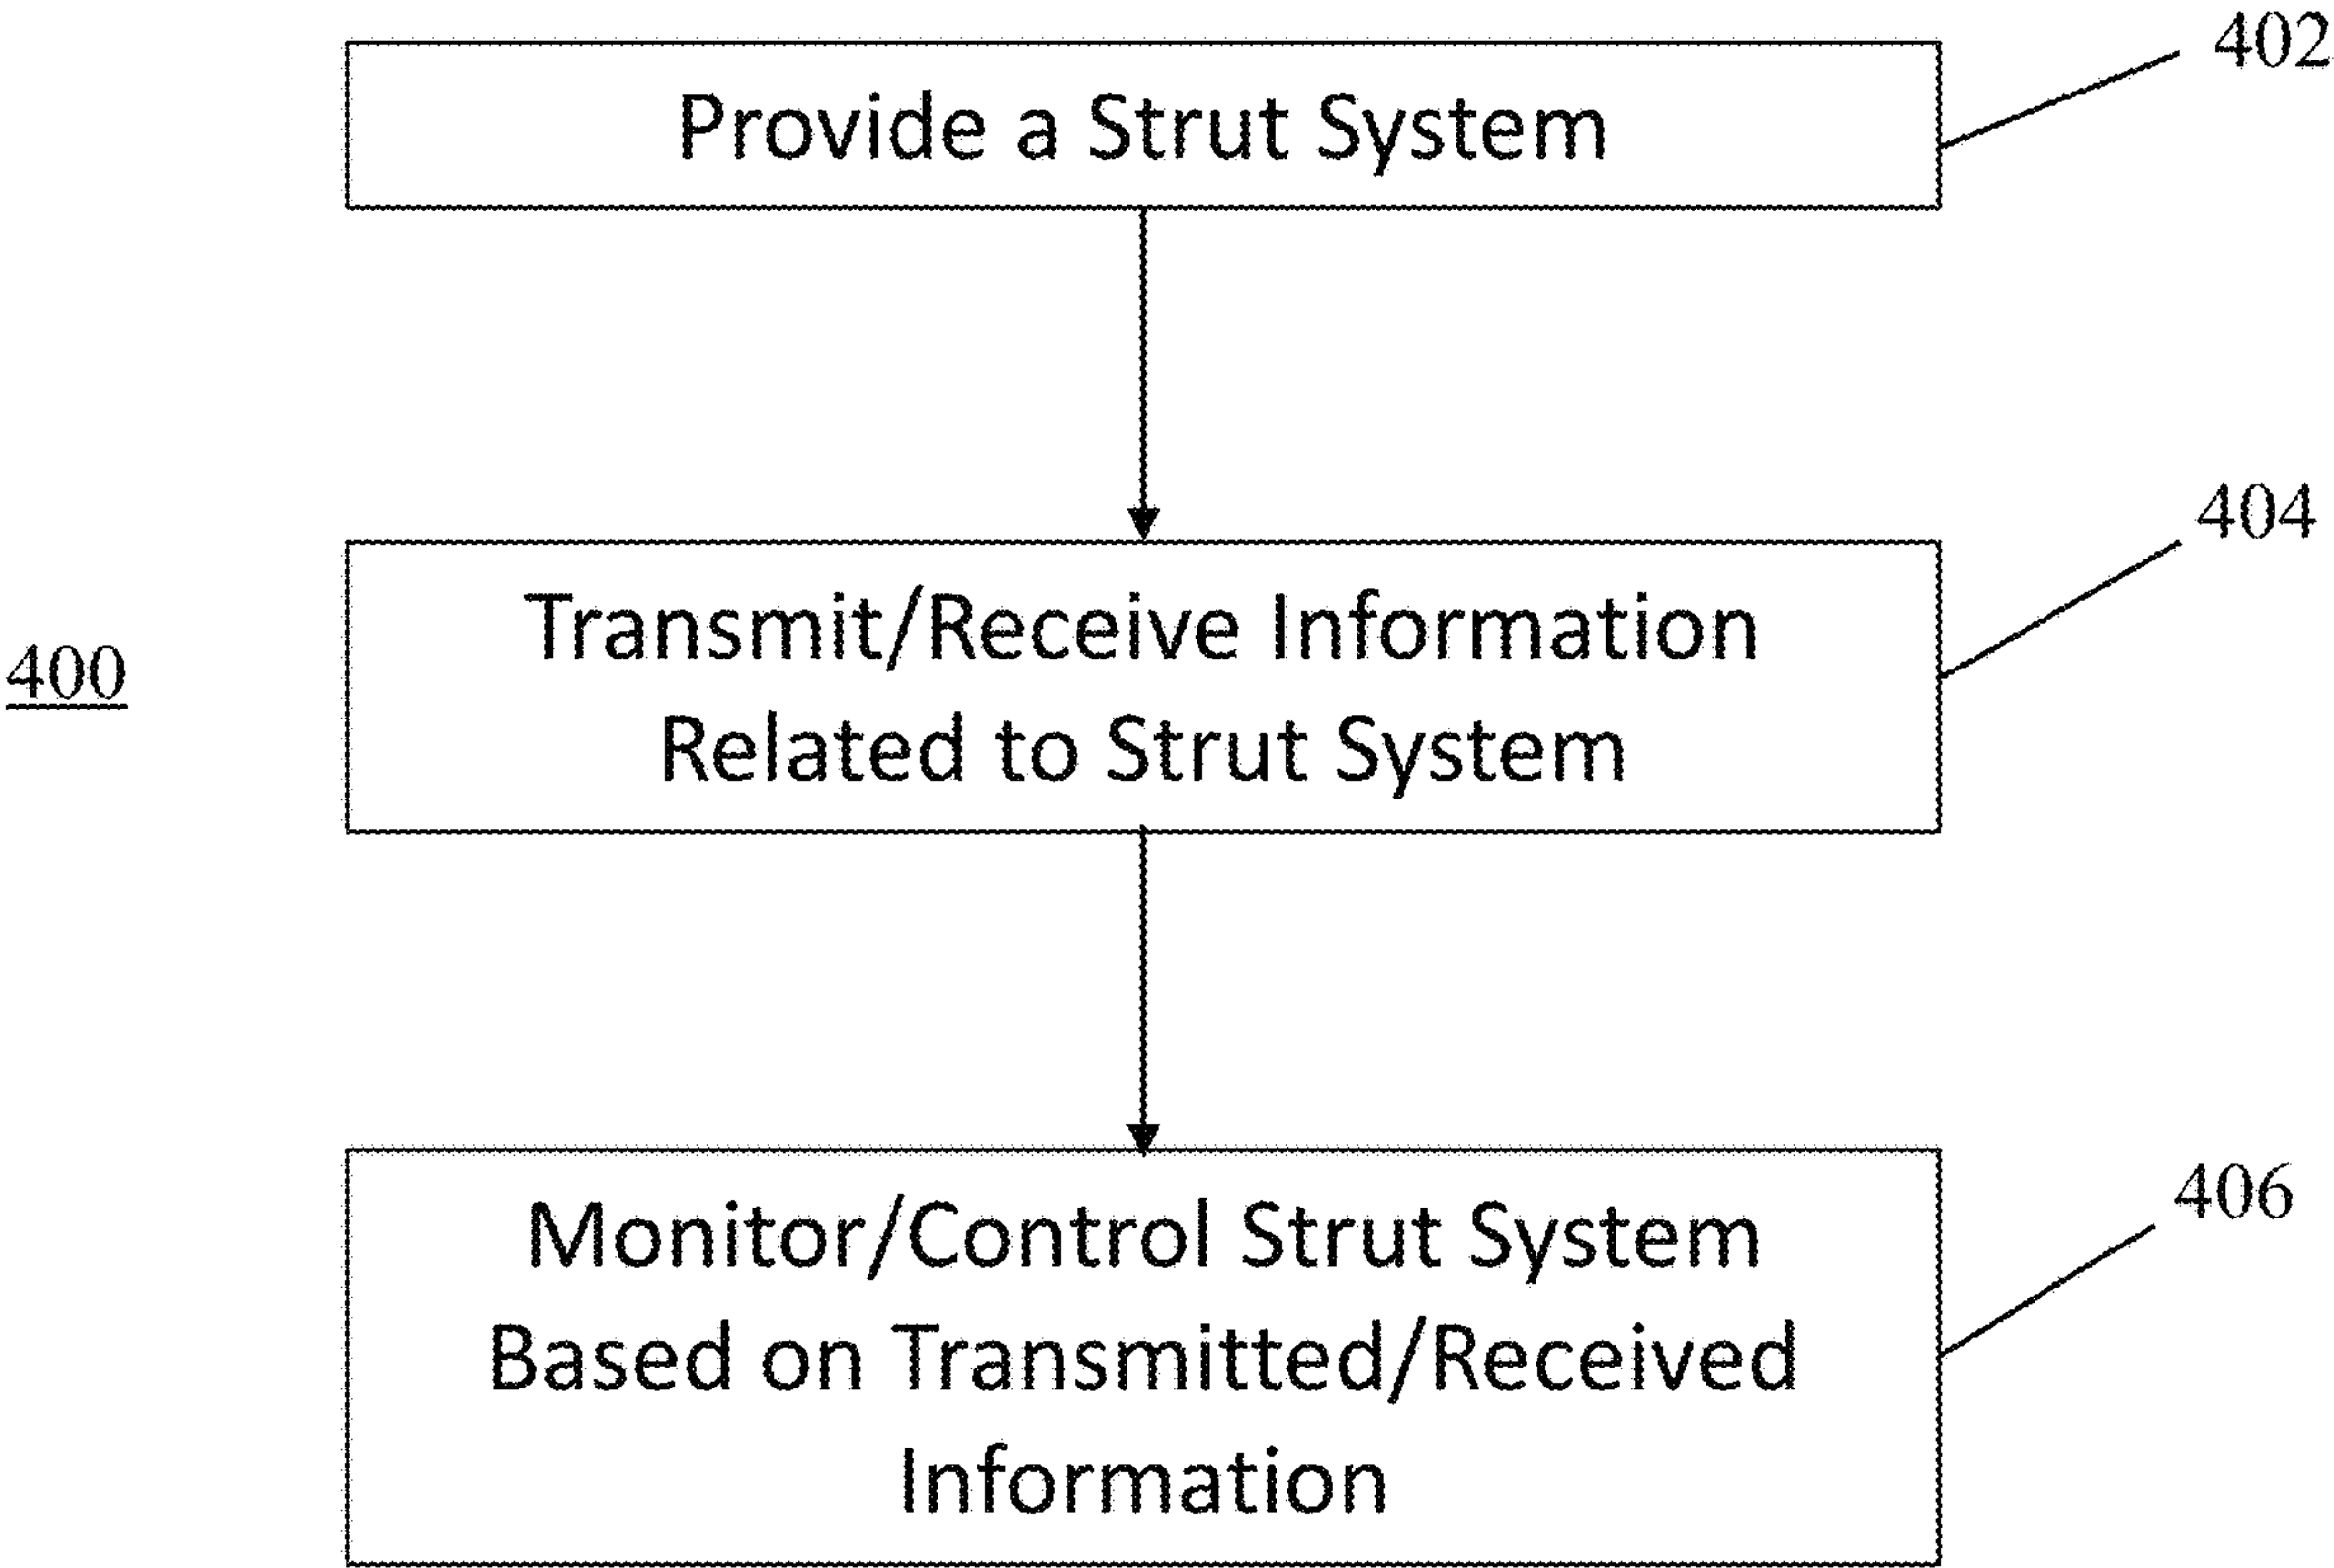 402
Provide a Strut System
404
Transmit/Receive Information
Related to Strut System
400
406
Monitor/Control Strut System
Based on Transmitted/Received
Information